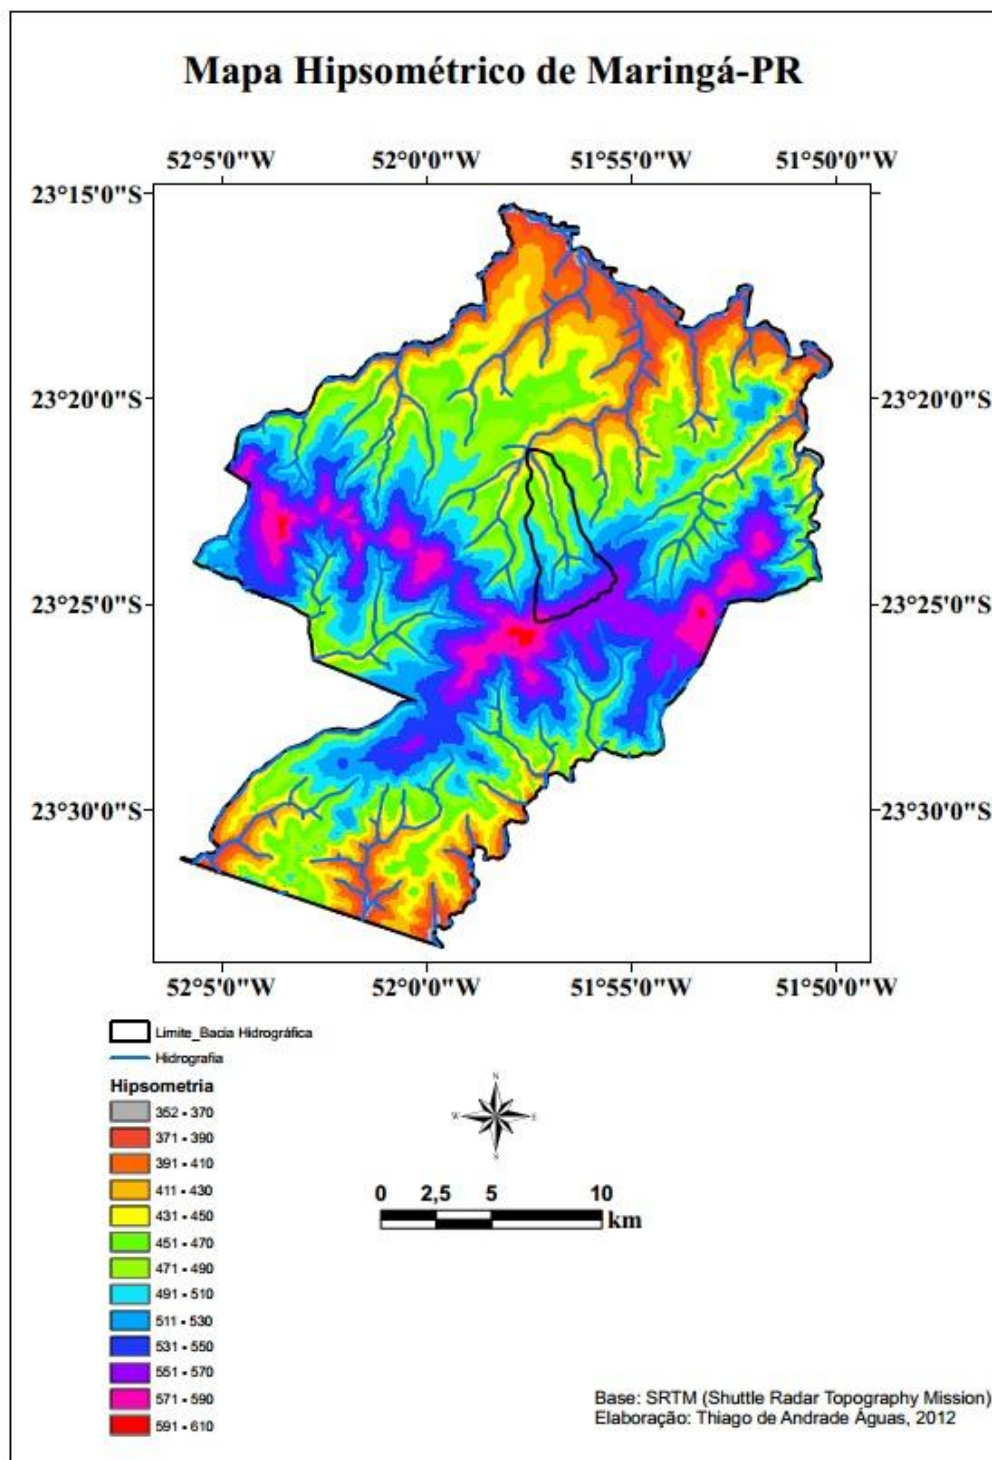 Mapa Hipsométrico de Maringá-PR
52°5'0"W 52°0'0"W 51°55'0"W 51°50'0"W
23°15'0"S
23°20'0"S 23°20'0"S
23°25'0"S 23°25'0"S
23°30'0"S 23°30'0"S
52°5'0"W 52°0'0"W 51°55'0"W 51°50'0"W
Limite_Bacia Hidrográfica
Hidrografia
Hipsometria
352 - 370
371 - 390
391 - 410
411 - 430
431 - 450
451 - 470
471 - 490
491 - 510
511 - 530
531 - 550
551 - 570
571 - 590
591 - 610
N
W E
S
0 2,5 5 10
km
Base: SRTM (Shuttle Radar Topography Mission)
Elaboração: Thiago de Andrade Águas, 2012